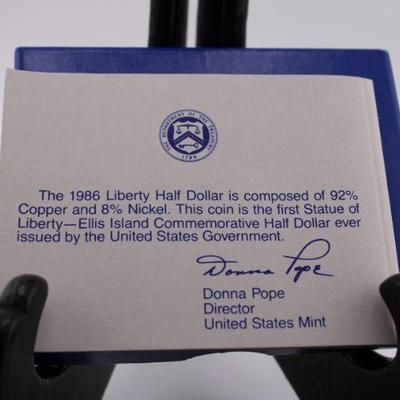 THE DEPARTMENT OF THE TREASURY
1789
The 1986 Liberty Half Dollar is composed of 92%
Copper and 8% Nickel. This coin is the first Statue of
Liberty—Ellis Island Commemorative Half Dollar ever
issued by the United States Government.
Donna Pope
Donna Pope
Director
United States Mint